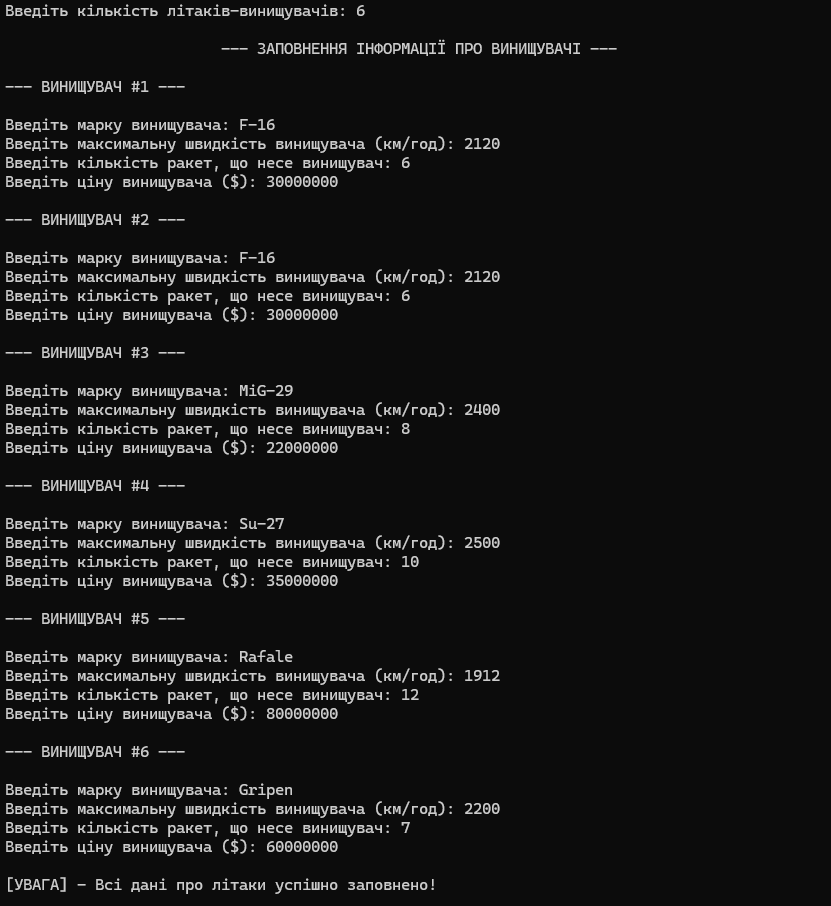 Введіть кількість літаків-винищувачів: 6
--- ЗАПОВНЕННЯ ІНФОРМАЦІЇ ПРО ВИНИЩУВАЧІ ---
--- ВИНИЩУВАЧ #1 ---
Введіть марку винищувача: F-16
Введіть максимальну швидкість винищувача (км/год): 2120
Введіть кількість ракет, що несе винищувач: 6
Введіть ціну винищувача ($): 30000000
--- ВИНИЩУВАЧ #2 ---
Введіть марку винищувача: F-16
Введіть максимальну швидкість винищувача (км/год): 2120
Введіть кількість ракет, що несе винищувач: 6
Введіть ціну винищувача ($): 30000000
--- ВИНИЩУВАЧ #3 ---
Введіть марку винищувача: MiG-29
Введіть максимальну швидкість винищувача (км/год): 2400
Введіть кількість ракет, що несе винищувач: 8
Введіть ціну винищувача ($): 22000000
--- ВИНИЩУВАЧ #4 ---
Введіть марку винищувача: Su-27
Введіть максимальну швидкість винищувача (км/год): 2500
Введіть кількість ракет, що несе винищувач: 10
Введіть ціну винищувача ($): 35000000
--- ВИНИЩУВАЧ #5 ---
Введіть марку винищувача: Rafale
Введіть максимальну швидкість винищувача (км/год): 1912
Введіть кількість ракет, що несе винищувач: 12
Введіть ціну винищувача ($): 80000000
--- ВИНИЩУВАЧ #6 ---
Введіть марку винищувача: Gripen
Введіть максимальну швидкість винищувача (км/год): 2200
Введіть кількість ракет, що несе винищувач: 7
Введіть ціну винищувача ($): 60000000
[УВАГА] - Всі дані про літаки успішно заповнено!